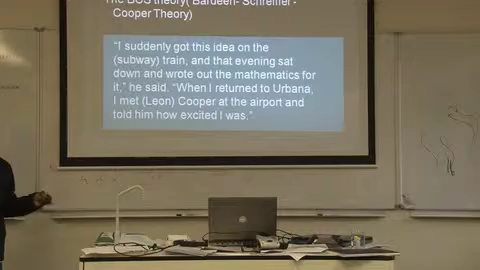 The BCS theory( Bardeen- Schreiffer -
Cooper Theory)
“I suddenly got this idea on the
(subway) train, and that evening sat
down and wrote out the mathematics for
it,” he said. “When I returned to Urbana,
I met (Leon) Cooper at the airport and
told him how excited I was.”